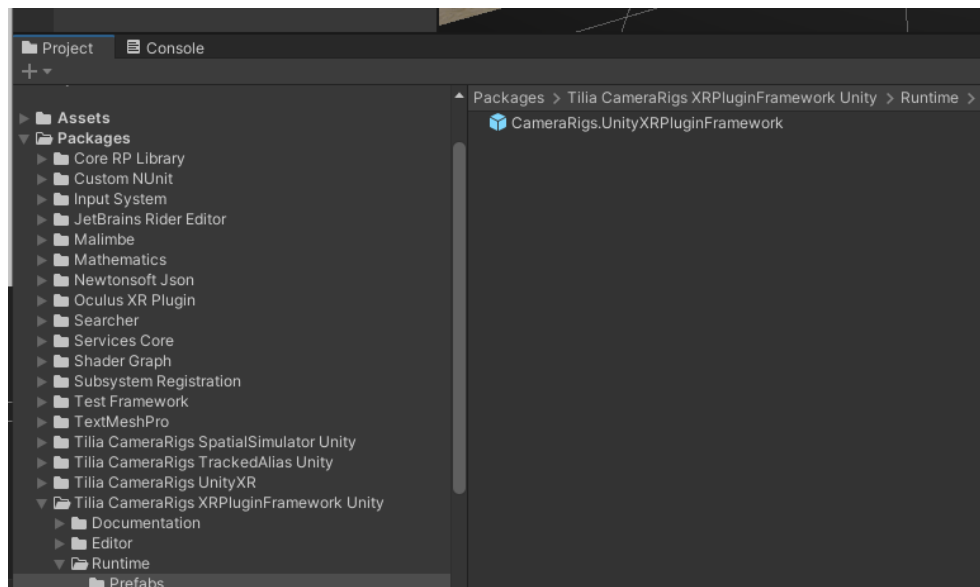 Project Console
Packages > Tilia CameraRigs XRPluginFramework Unity > Runtime >
Assets
Packages
Core RP Library
Custom NUnit
Input System
JetBrains Rider Editor
Malimbe
Mathematics
Newtonsoft Json
Oculus XR Plugin
Searcher
Services Core
Shader Graph
Subsystem Registration
Test Framework
TextMeshPro
Tilia CameraRigs SpatialSimulator Unity
Tilia CameraRigs TrackedAlias Unity
Tilia CameraRigs UnityXR
Tilia CameraRigs XRPluginFramework Unity
Documentation
Editor
Runtime
Prefabs
CameraRigs.UnityXRPluginFramework